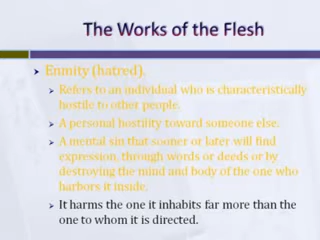 The Works of the Flesh
Enmity (hatred).
Refers to an individual who is characteristically
hostile to other people.
A personal hostility toward someone else.
A mental sin that sooner or later will find
expression, through words or deeds or by
destroying the mind and body of the one who
harbors it inside.
It harms the one it inhabits far more than the
one to whom it is directed.